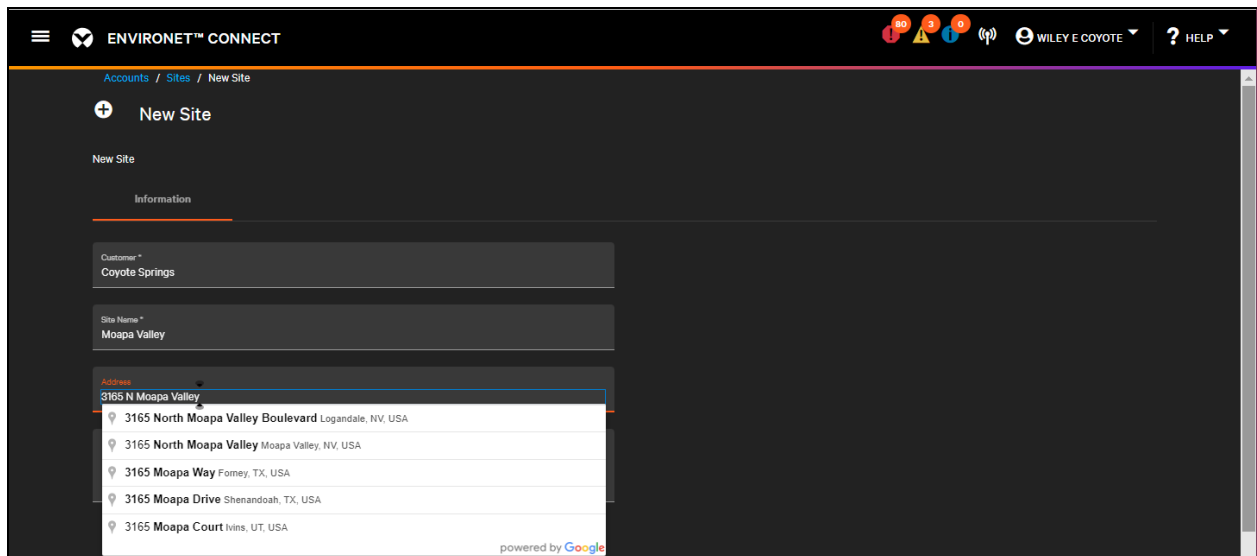 80 3 0
ENVIRONET™ CONNECT WILEY E COYOTE ? HELP
Accounts / Sites / New Site
New Site
New Site
Information
Customer *
Coyote Springs
Site Name *
Moapa Valley
Address
3165 N Moapa Valley
3165 North Moapa Valley Boulevard Logandale, NV, USA
3165 North Moapa Valley Moapa Valley, NV, USA
3165 Moapa Way Forney, TX, USA
3165 Moapa Drive Shenandoah, TX, USA
3165 Moapa Court Ivins, UT, USA
powered by Google